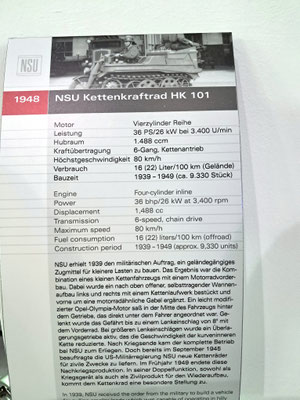 NSU
1948 NSU Kettenkraftrad HK 101
Motor Vierzylinder Reihe
Leistung 36 PS/26 kW bei 3.400 U/min
Hubraum 1.488 ccm
Kraftübertragung 6-Gang, Kettenantrieb
Höchstgeschwindigkeit 80 km/h
Verbrauch 16 (22) Liter/100 km (Gelände)
Bauzeit 1939-1949 (ca. 9.330 Stück)
Engine Four-cylinder inline
Power 36 bhp/26 kW at 3,400 rpm
Displacement 1,488 cc
Transmission 6-speed, chain drive
Maximum speed 80 km/h
Fuel consumption 16 (22) liters/100 km (offroad)
Construction period 1939-1949 (approx. 9,330 units)
NSU erhielt 1939 den militärischen Auftrag, ein geländegängiges
Zugmittel für kleinere Lasten zu bauen. Das Ergebnis war die Kom-
bination eines kleinen Kettenfahrzeugs mit einem Motorradvorder-
bau. Dabei wurde ein nach oben offener, selbsttragender Wannen-
aufbau links und rechts mit einem Kettenlaufwerk bestückt und
vorne um eine motorradähnliche Gabel ergänzt. Ein leicht modifi-
zierter Opel-Olympia-Motor saß in der Mitte des Fahrzeugs hinter
dem Getriebe, das direkt unter dem Fahrer angeordnet war. Ge-
lenkt wurde das Gefährt bis zu einem Lenkeinschlag von 8° mit
dem Vorderrad. Bei größeren Lenkeinschlägen wurde ein Überla-
gerungsgetriebe aktiv, das die Geschwindigkeit der kurveninneren
Kette reduzierte. Nach Kriegsende kam der komplette Betrieb
bei NSU zum Erliegen. Doch bereits im September 1946
beauftragte die US-Militärregierung NSU neue Kettenräder
für zivile Zwecke zu liefern. Im Frühjahr 1948 endete diese
Nachkriegsproduktion. In seiner Doppelfunktion, sowohl als
Kriegsgerät als auch als Zivilprodukt für den Wiederaufbau,
kommt dem Kettenkrad eine besondere Stellung zu.
In 1939, NSU received the order from the military to build a vehicle